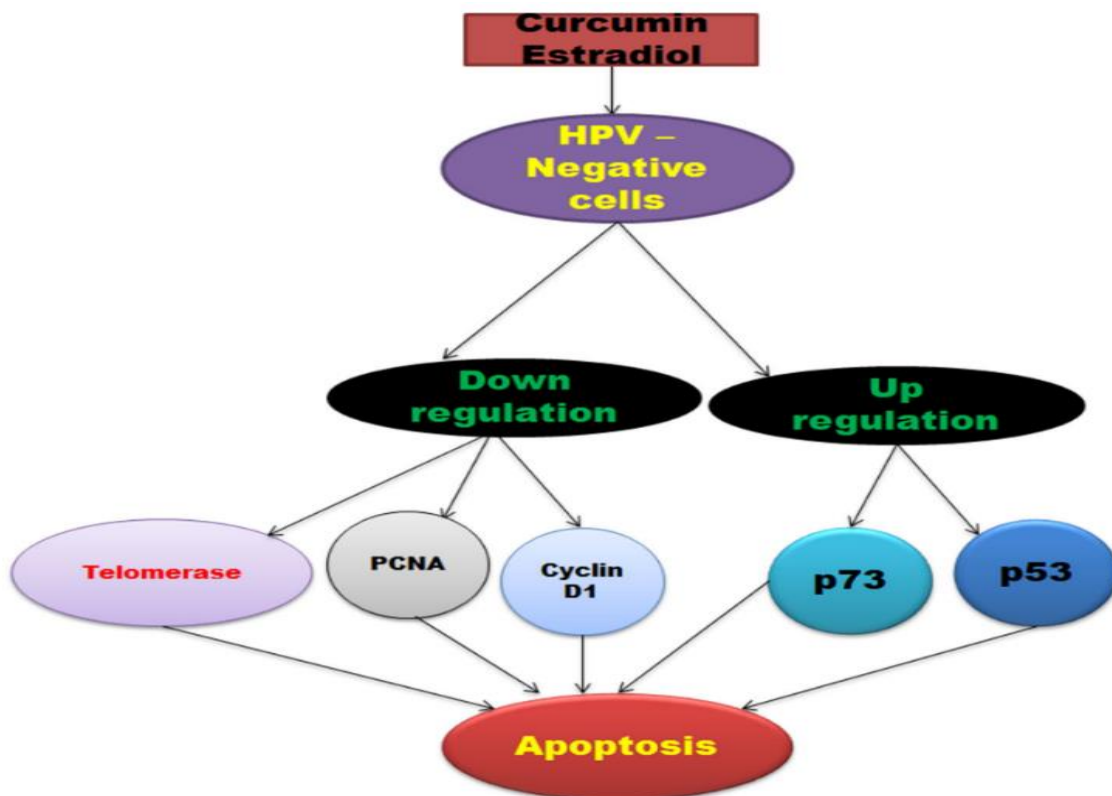 Curcumin
Estradiol
HPV –
Negative
cells
Down
regulation
Up
regulation
Telomerase
PCNA
Cyclin
D1
p73
p53
Apoptosis